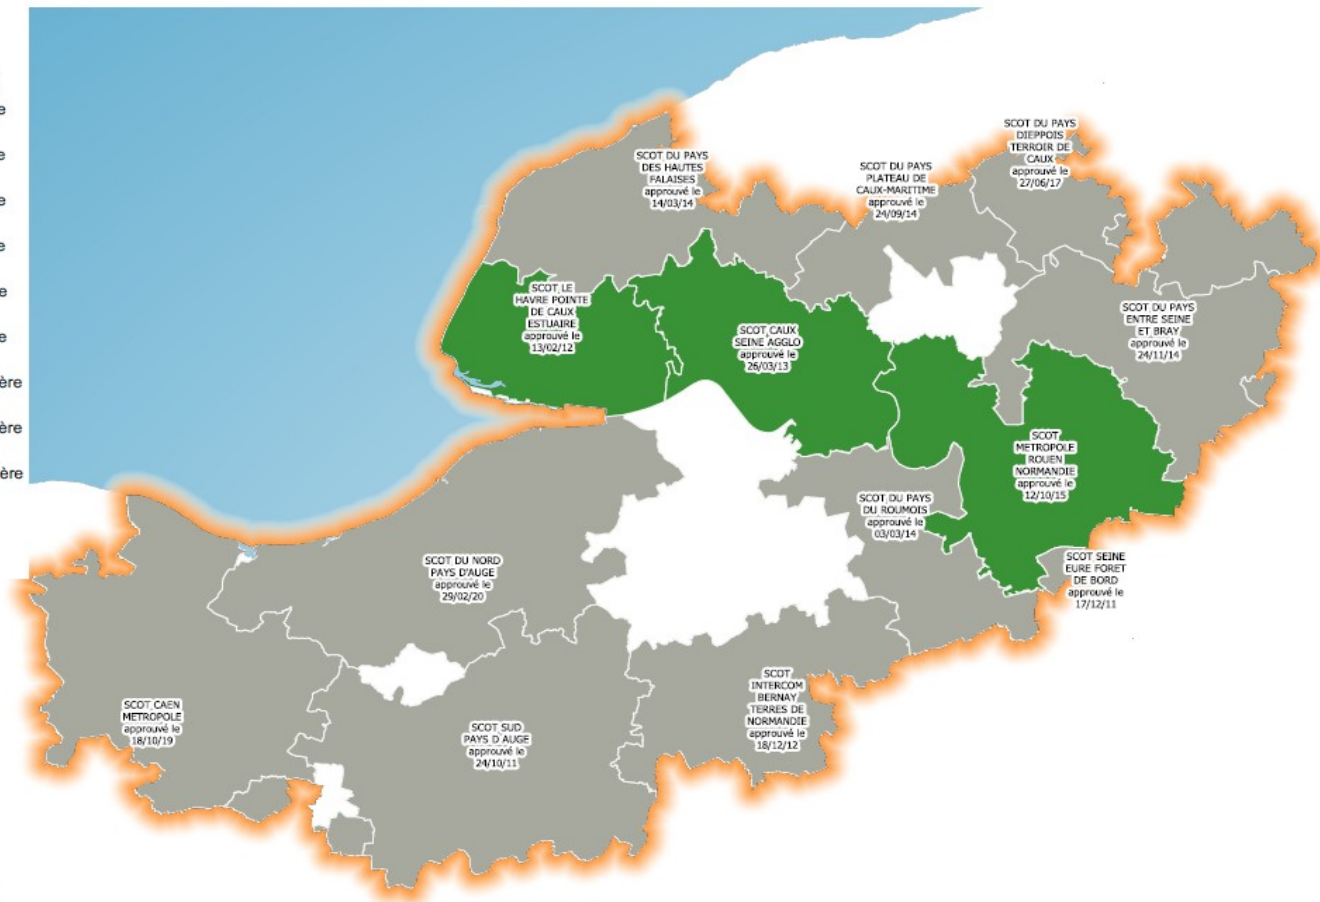 e
e
e
e
e
e
ère
ère
ère
SCOT DU PAYS
DIEPPOIS
TERROIR DE
CAUX
approuvé le
27/06/17
SCOT DU PAYS
DES HAUTES
FALAISES
approuvé le
14/03/14
SCOT DU PAYS
PLATEAU DE
CAUX-MARITIME
approuvé le
24/09/14
SCOT LE
HAVRE POINTE
DE CAUX
ESTUAIRE
approuvé le
13/02/12
SCOT CAUX
SEINE AGGLO
approuvé le
26/03/13
SCOT DU PAYS
ENTRE SEINE
ET BRAY
approuvé le
24/11/14
SCOT
METROPOLE
ROUEN
NORMANDIE
approuvé le
12/10/15
SCOT DU PAYS
DU ROUMOIS
approuvé le
03/03/14
SCOT SEINE
EURE FORET
DE BORD
approuvé le
17/12/11
SCOT DU NORD
PAYS D'AUGE
approuvé le
29/02/20
SCOT
INTERCOM
BERNAY
TERRES DE
NORMANDIE
approuvé le
18/12/12
SCOT CAEN
METROPOLE
approuvé le
18/10/19
SCOT SUD
PAYS D AUGE
approuvé le
24/10/11